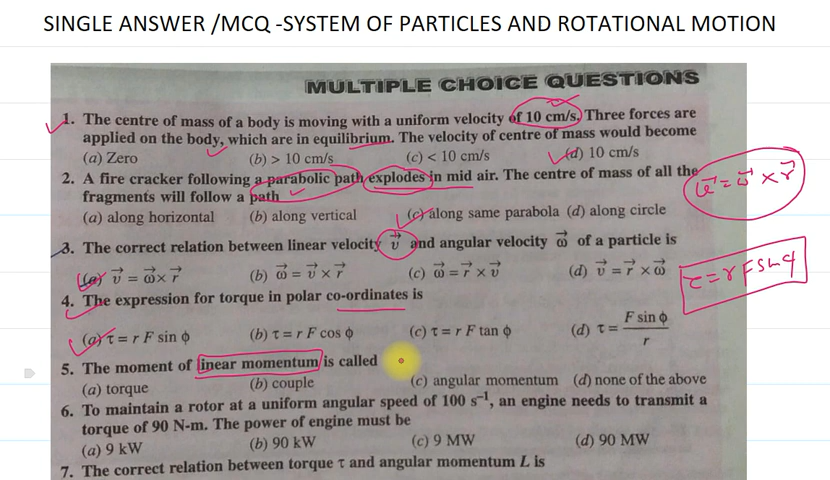 SINGLE ANSWER /MCQ -SYSTEM OF PARTICLES AND ROTATIONAL MOTION
MULTIPLE CHOICE QUESTIONS
1. The centre of mass of a body is moving with a uniform velocity of 10 cm/s. Three forces are
applied on the body, which are in equilibrium. The velocity of centre of mass would become
(a) Zero (b) > 10 cm/s (c) < 10 cm/s (d) 10 cm/s
2. A fire cracker following a parabolic path explodes in mid air. The centre of mass of all the
fragments will follow a path
(a) along horizontal (b) along vertical (c) along same parabola (d) along circle
3. The correct relation between linear velocity v⃗ and angular velocity ω⃗ of a particle is
(a) v⃗ = ω⃗ × r⃗ (b) ω⃗ = v⃗ × r⃗ (c) ω⃗ = r⃗ × v⃗ (d) v⃗ = r⃗ × ω⃗
4. The expression for torque in polar co-ordinates is
(a) τ = r F sin ϕ (b) τ = r F cos ϕ (c) τ = r F tan ϕ (d) τ = F sin ϕ / r
5. The moment of linear momentum is called
(a) torque (b) couple (c) angular momentum (d) none of the above
6. To maintain a rotor at a uniform angular speed of 100 s⁻¹, an engine needs to transmit a
torque of 90 N-m. The power of engine must be
(a) 9 kW (b) 90 kW (c) 9 MW (d) 90 MW
7. The correct relation between torque τ and angular momentum L is
v⃗ = ω⃗ × r⃗
τ = r F sin ϕ